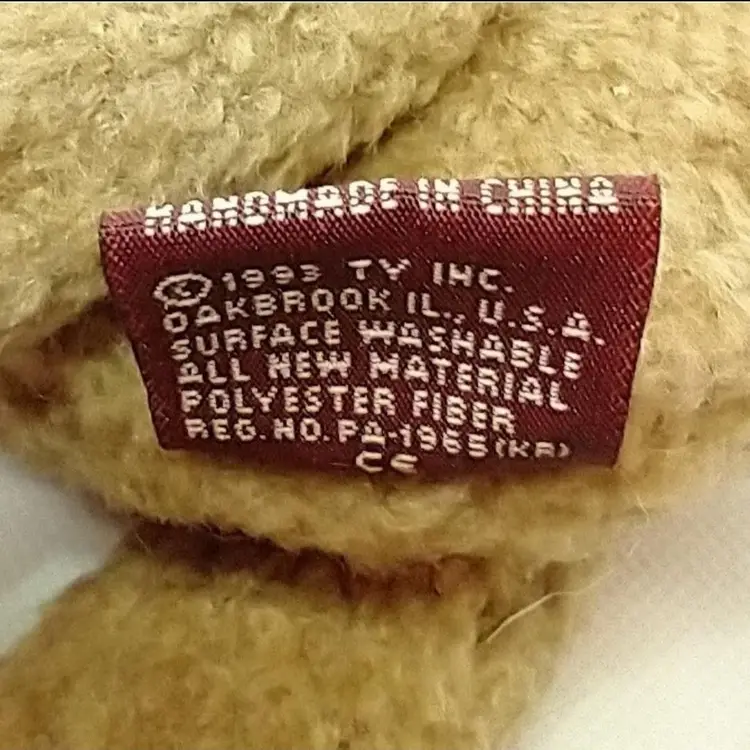 HANDMADE IN CHINA
© 1993 TY INC.
OAKBROOK IL., U.S.A.
SURFACE WASHABLE
ALL NEW MATERIAL
POLYESTER FIBER
REG. NO. PA-1965(KR)
CE